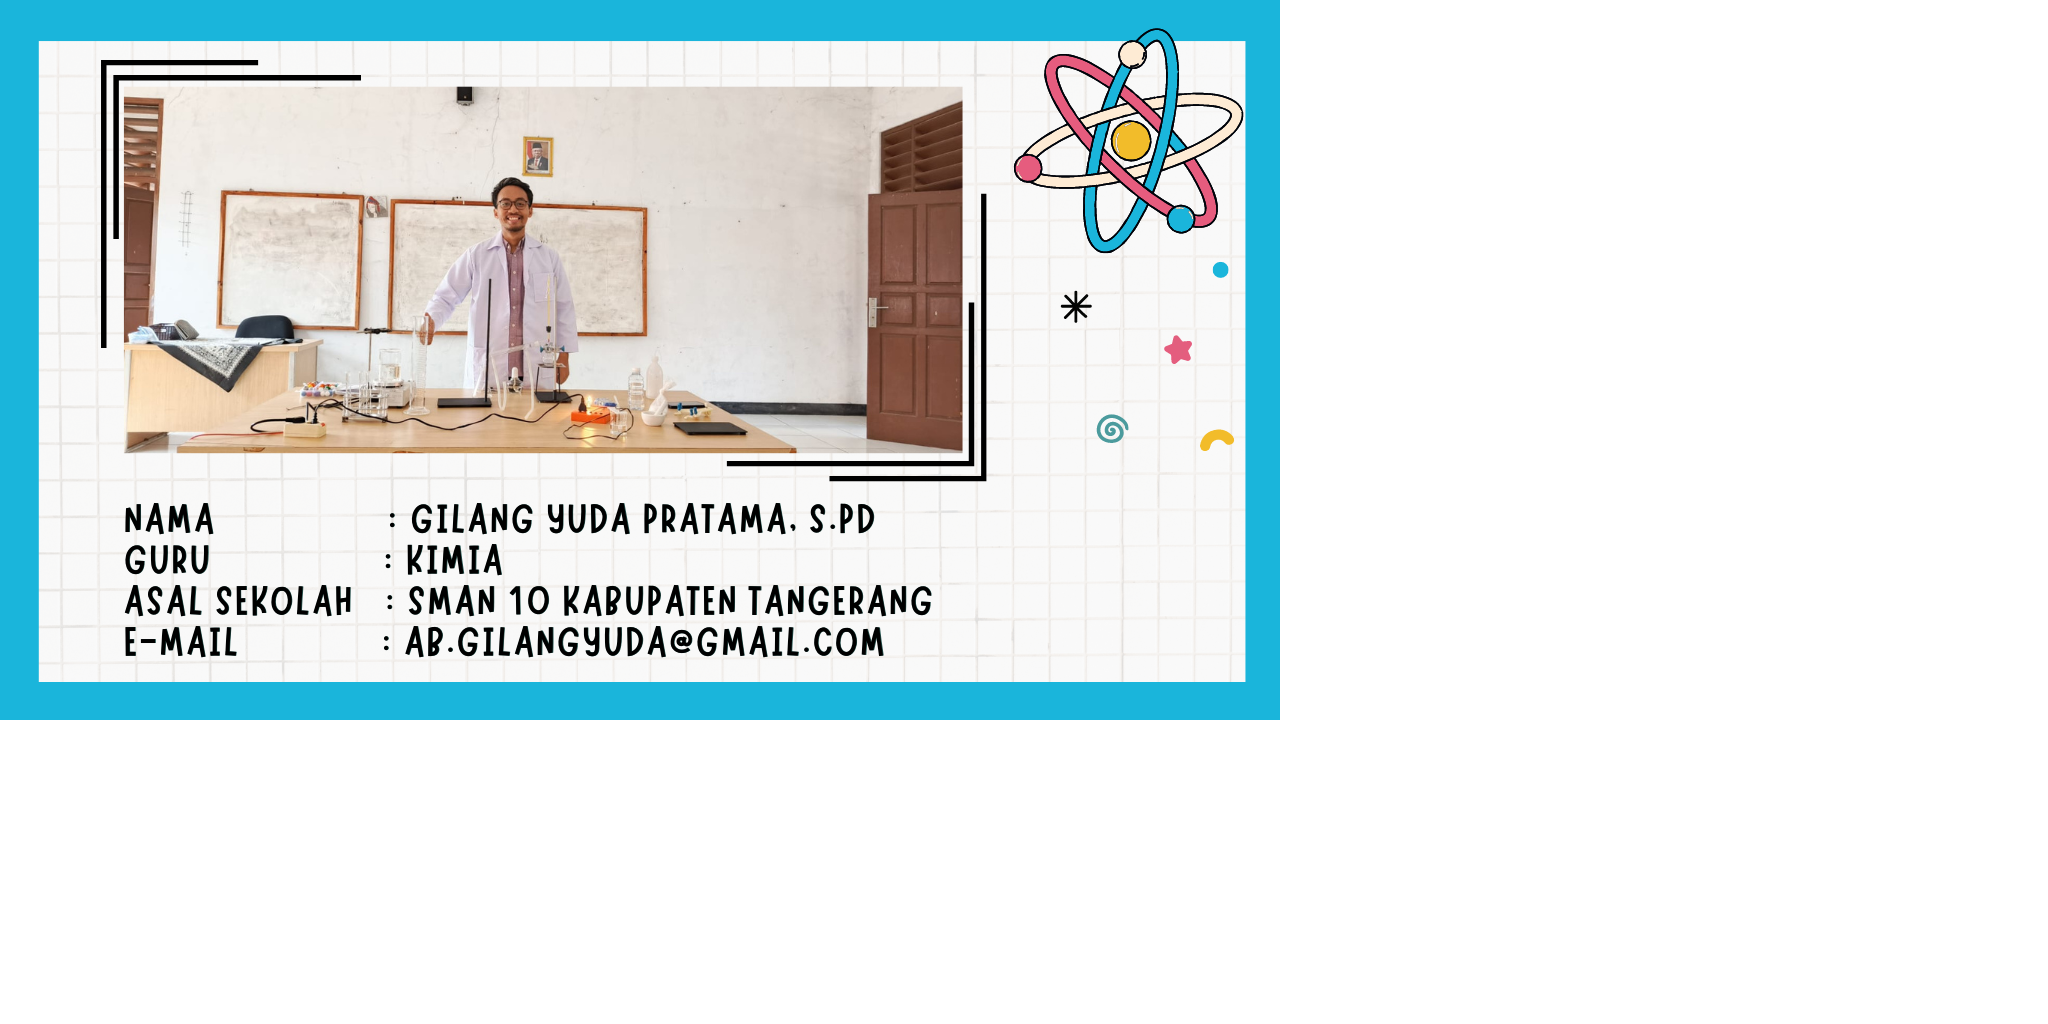 NAMA : GILANG YUDA PRATAMA, S.PD
GURU : KIMIA
ASAL SEKOLAH : SMAN 10 KABUPATEN TANGERANG
E-MAIL : AB.GILANGYUDA@GMAIL.COM